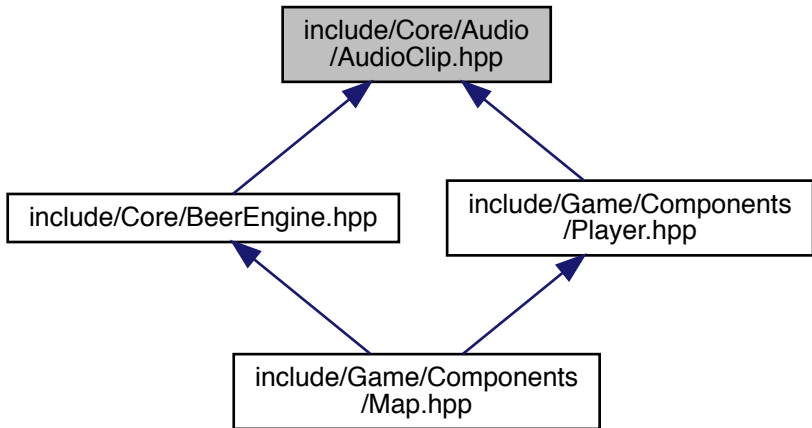 include/Core/Audio
/AudioClip.hpp
include/Core/BeerEngine.hpp
include/Game/Components
/Player.hpp
include/Game/Components
/Map.hpp